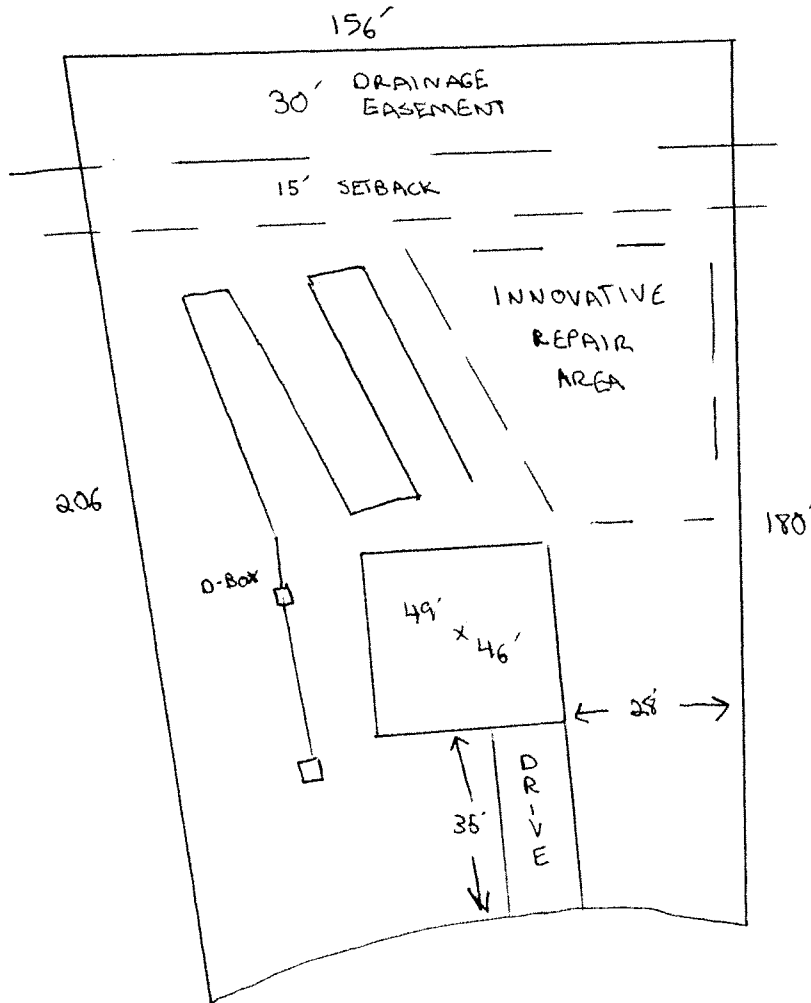 156'
30' DRAINAGE
EASEMENT
15' SETBACK
INNOVATIVE
REPAIR
AREA
206
180'
D-BOX
49' x 46'
28'
35'
DRIVE